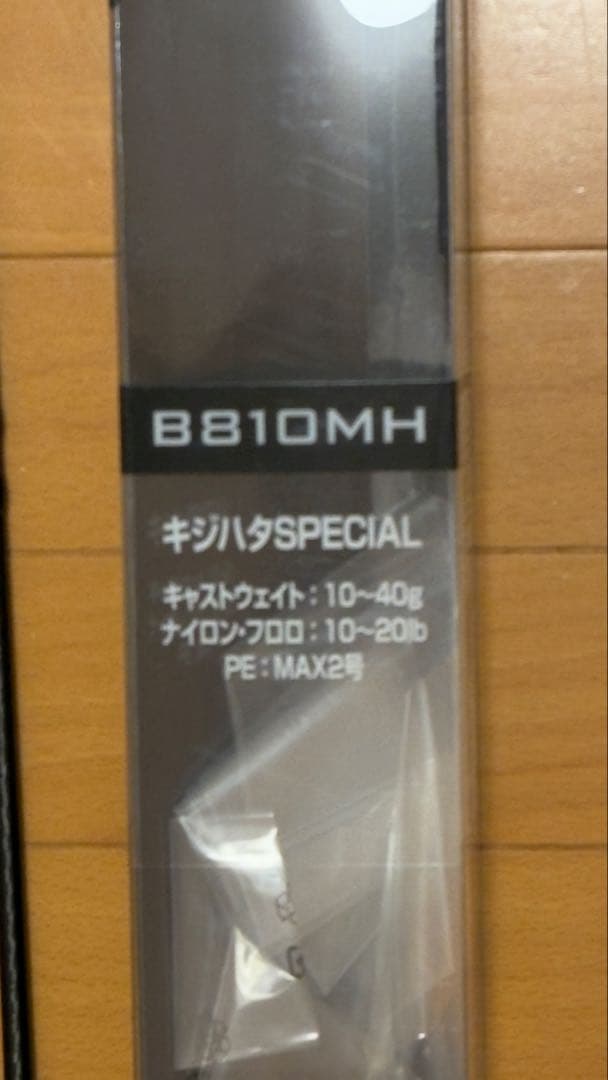 B810MH
キジハタSPECIAL
キャストウェイト：10〜40g
ナイロン・フロロ：10〜20lb
PE：MAX2号